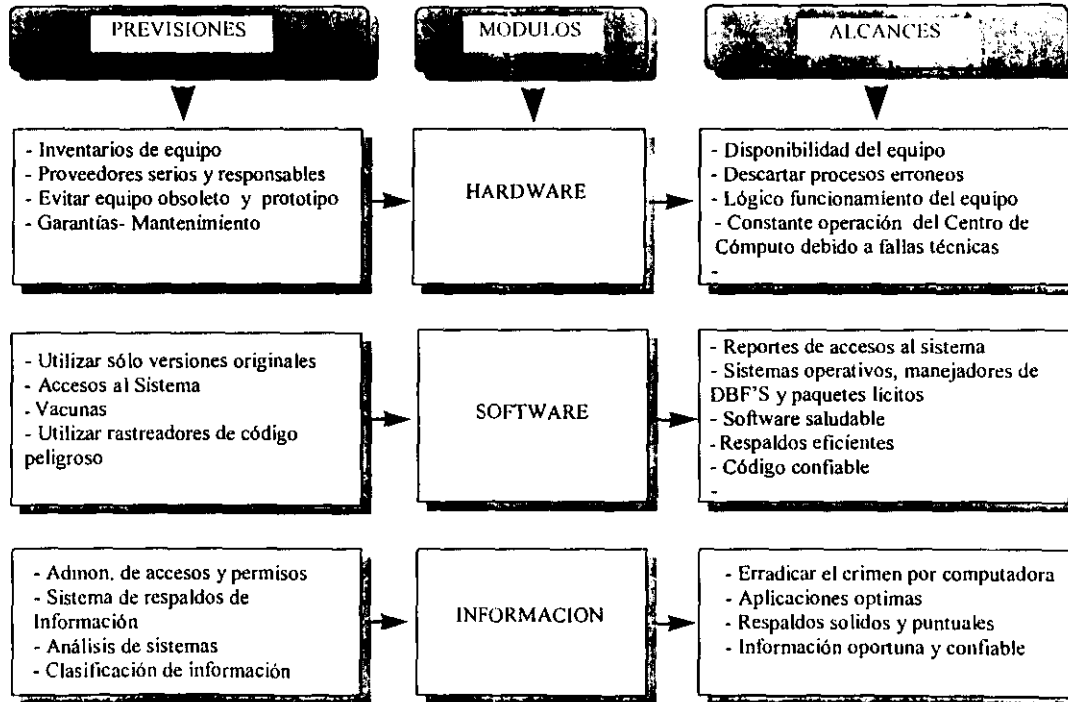 PREVISIONES
MODULOS
ALCANCES
- Inventarios de equipo
- Proveedores serios y responsables
- Evitar equipo obsoleto y prototipo
- Garantías- Mantenimiento
HARDWARE
- Disponibilidad del equipo
- Descartar procesos erroneos
- Lógico funcionamiento del equipo
- Constante operación del Centro de
Cómputo debido a fallas técnicas
-
- Utilizar sólo versiones originales
- Accesos al Sistema
- Vacunas
- Utilizar rastreadores de código
peligroso
SOFTWARE
- Reportes de accesos al sistema
- Sistemas operativos, manejadores de
DBF'S y paquetes lícitos
- Software saludable
- Respaldos eficientes
- Código confiable
-
- Admon. de accesos y permisos
- Sistema de respaldos de
Información
- Análisis de sistemas
- Clasificación de información
INFORMACION
- Erradicar el crimen por computadora
- Aplicaciones optimas
- Respaldos solidos y puntuales
- Información oportuna y confiable